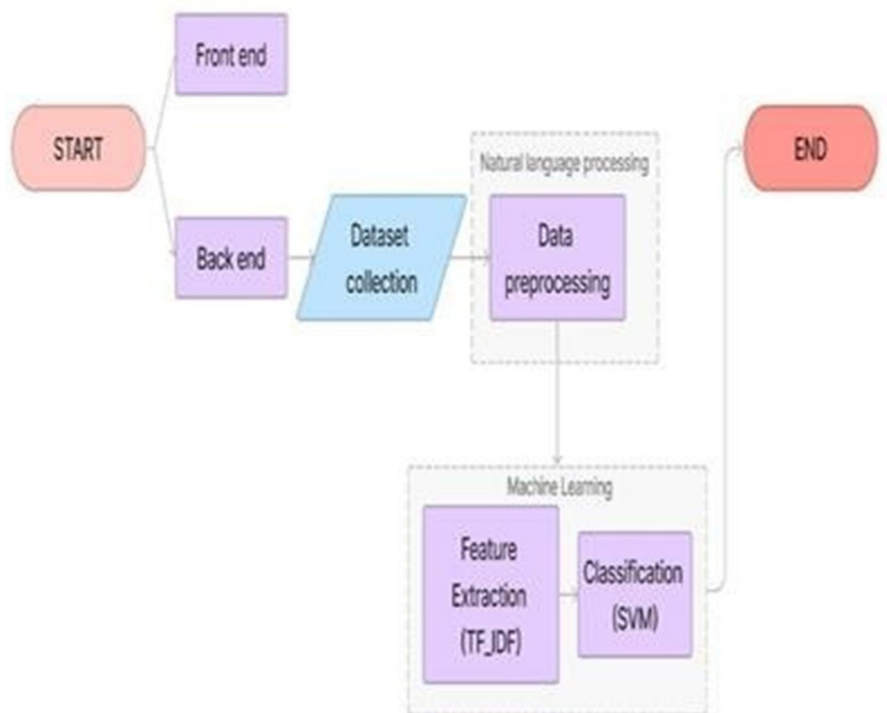 Front end
START
END
Natural language processing
Back end
Dataset
collection
Data
preprocessing
Machine Learning
Feature
Extraction
(TF_IDF)
Classification
(SVM)